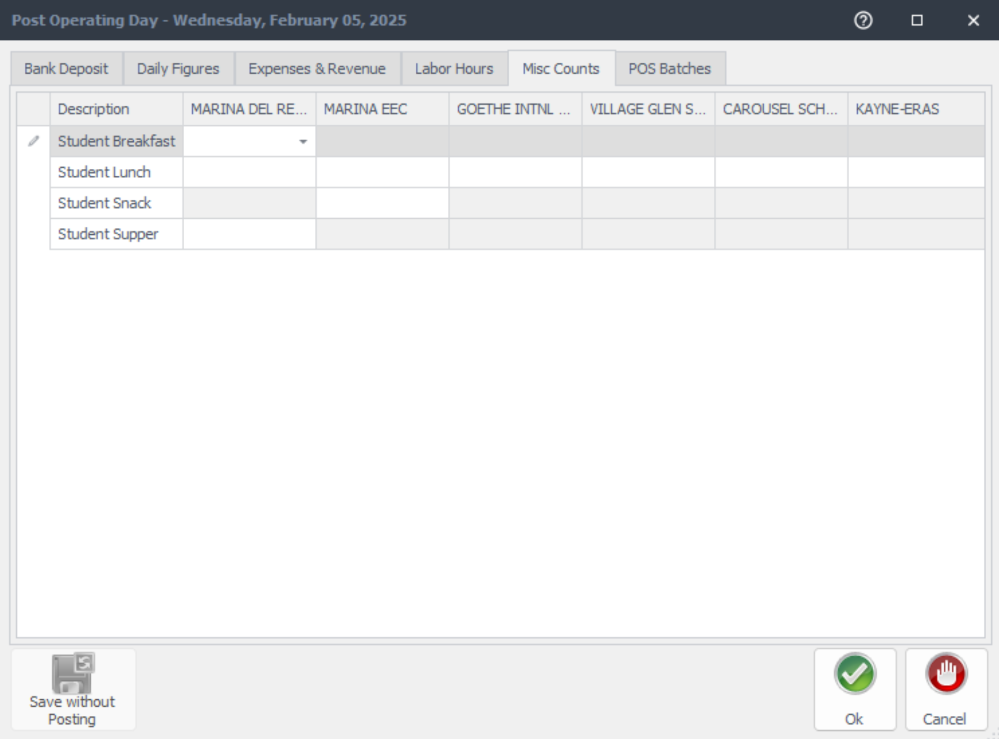 Post Operating Day - Wednesday, February 05, 2025
Bank Deposit Daily Figures Expenses & Revenue Labor Hours Misc Counts POS Batches
Description MARINA DEL RE... MARINA EEC GOETHE INTNL ... VILLAGE GLEN S... CAROUSEL SCH... KAYNE-ERAS
Student Breakfast
Student Lunch
Student Snack
Student Supper
Save without
Posting
Ok
Cancel